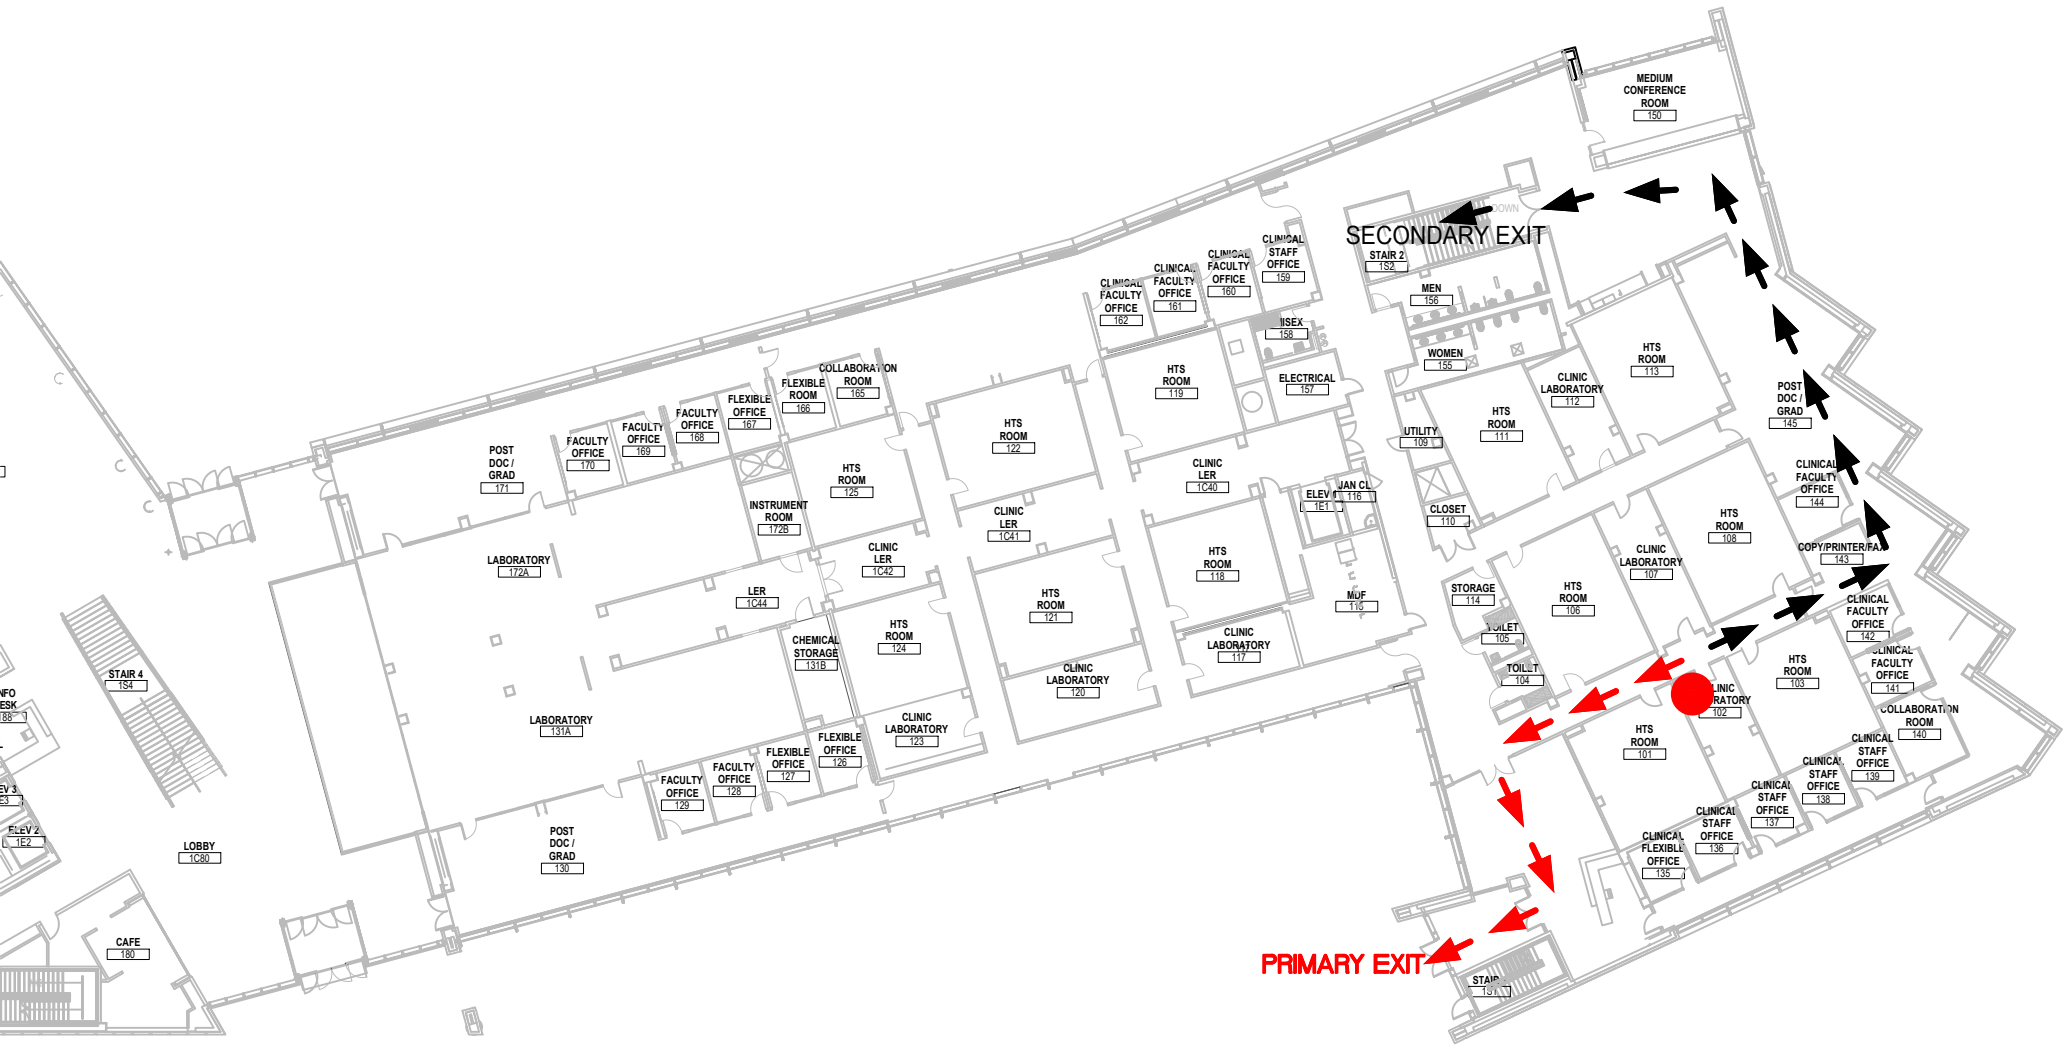 MEDIUM
CONFERENCE
ROOM
150
DOWN
SECONDARY EXIT
STAIR 2
1S2
CLINICAL
STAFF
OFFICE
159
CLINICAL
FACULTY
OFFICE
160
CLINICAL
FACULTY
OFFICE
161
CLINICAL
FACULTY
OFFICE
162
MEN
156
158
WOMEN
155
ELECTRICAL
157
HTS
ROOM
119
HTS
ROOM
113
CLINIC
LABORATORY
112
HTS
ROOM
111
UTILITY
109
POST
DOC /
GRAD
145
COLLABORATION
ROOM
165
FLEXIBLE
ROOM
166
FLEXIBLE
OFFICE
167
FACULTY
OFFICE
168
FACULTY
OFFICE
169
FACULTY
OFFICE
170
POST
DOC /
GRAD
171
HTS
ROOM
122
HTS
ROOM
125
INSTRUMENT
ROOM
172B
CLINIC
LER
1C40
CLINIC
LER
1C41
CLINIC
LER
1C42
ELEV
1E1
JAN CL
116
CLOSET
110
CLINICAL
FACULTY
OFFICE
144
COPY/PRINTER/FAX
143
HTS
ROOM
108
CLINIC
LABORATORY
107
HTS
ROOM
106
LABORATORY
172A
LER
1C44
HTS
ROOM
118
HTS
ROOM
121
HTS
ROOM
124
MDF
115
STORAGE
114
TOILET
105
TOILET
104
CLINIC
LABORATORY
117
CLINIC
LABORATORY
120
CLINIC
LABORATORY
123
CHEMICAL
STORAGE
131B
CLINICAL
FACULTY
OFFICE
142
CLINICAL
FACULTY
OFFICE
141
COLLABORATION
ROOM
140
HTS
ROOM
103
102
HTS
ROOM
101
CLINICAL
STAFF
OFFICE
139
CLINICAL
STAFF
OFFICE
138
CLINICAL
STAFF
OFFICE
137
CLINICAL
STAFF
OFFICE
136
CLINICAL
FLEXIBLE
OFFICE
135
LABORATORY
131A
FLEXIBLE
OFFICE
126
FLEXIBLE
OFFICE
127
FACULTY
OFFICE
128
FACULTY
OFFICE
129
POST
DOC /
GRAD
130
STAIR 4
1S4
ELEV 2
1E2
LOBBY
1C80
CAFE
180
PRIMARY EXIT
STAIR
1S1